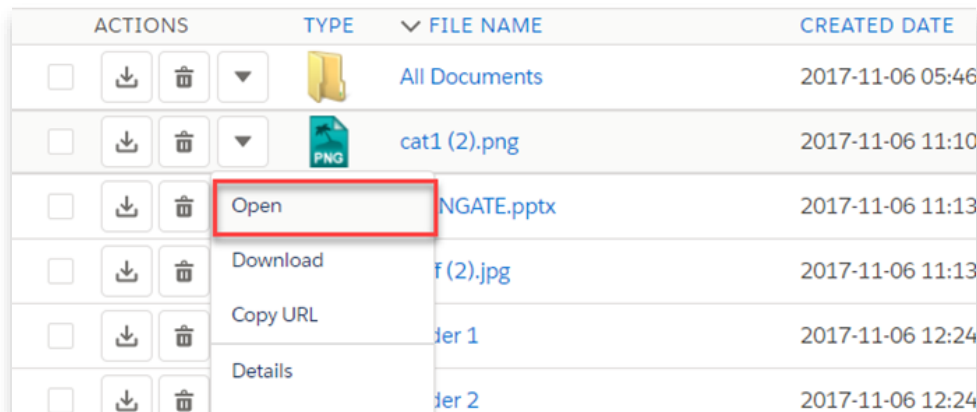 ACTIONS TYPE FILE NAME CREATED DATE
All Documents 2017-11-06 05:46
PNG cat1 (2).png 2017-11-06 11:10
Open NGATE.pptx 2017-11-06 11:13
Download f (2).jpg 2017-11-06 11:13
Copy URL der 1 2017-11-06 12:24
Details der 2 2017-11-06 12:24